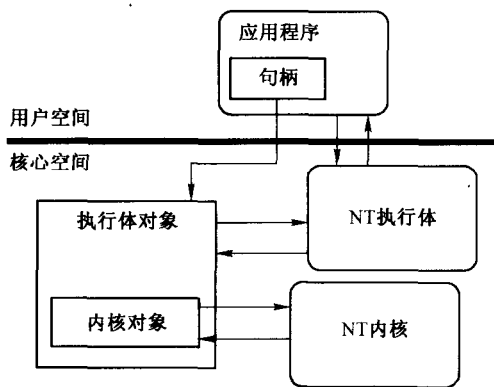 应用程序
句柄
用户空间
核心空间
执行体对象
NT执行体
内核对象
NT内核